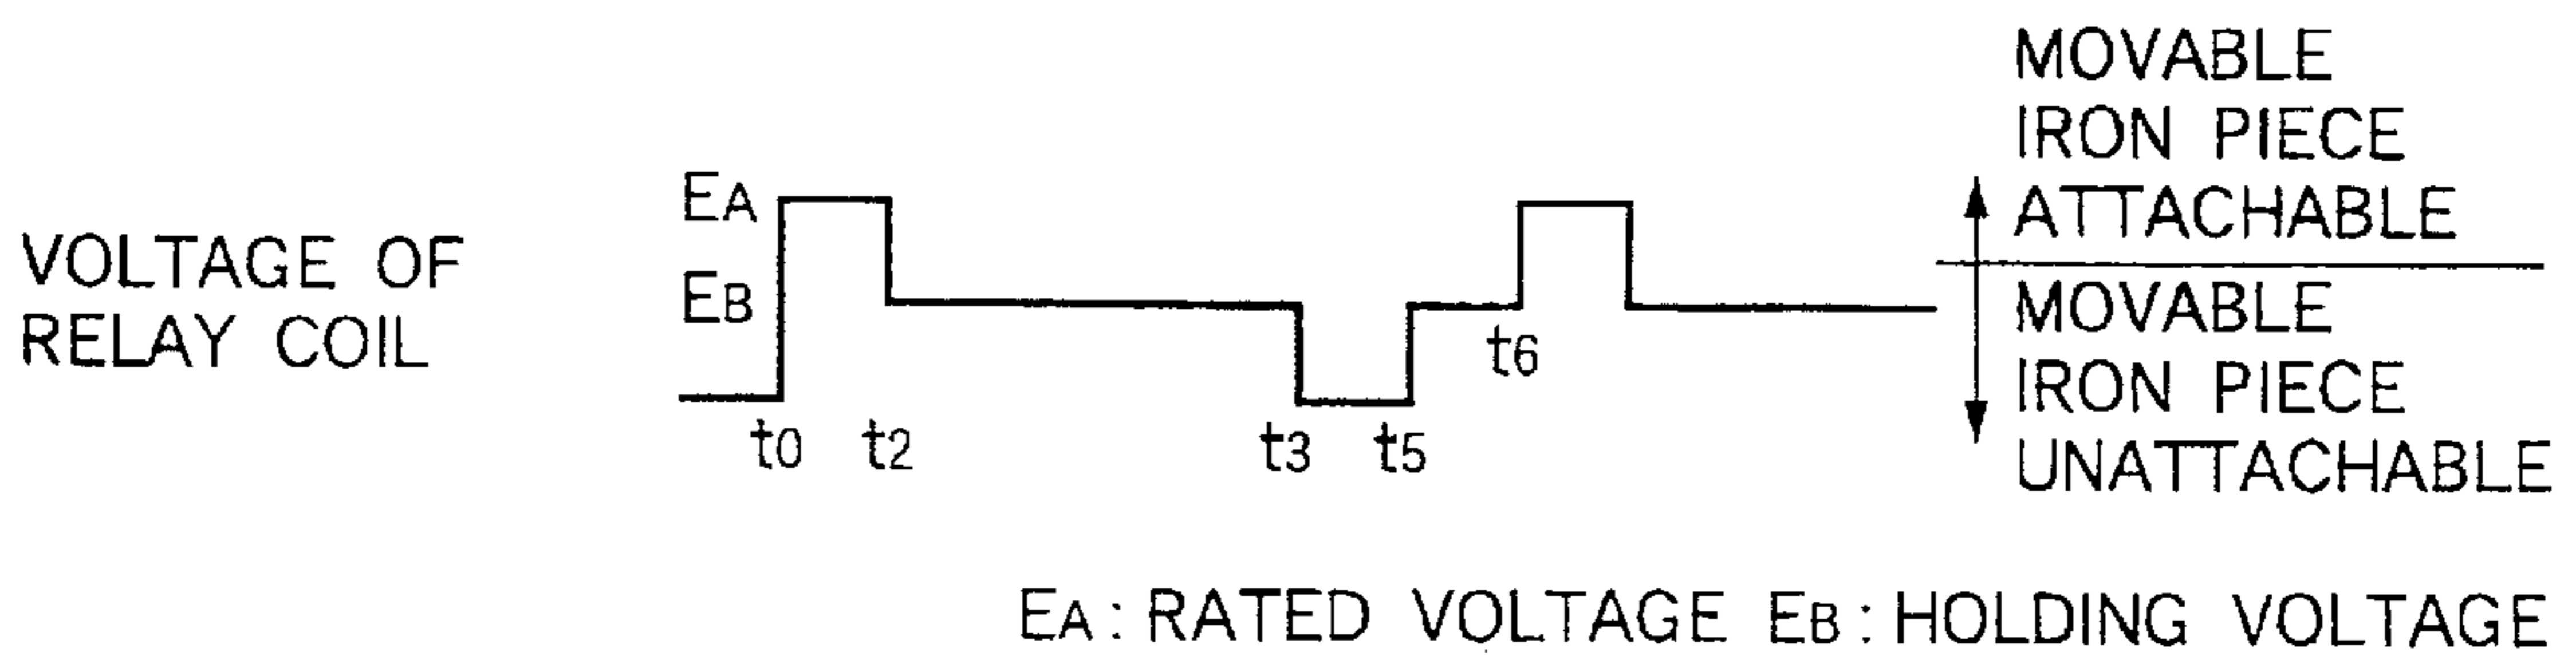 VOLTAGE OF
RELAY COIL
EA
EB
t0
t2
t3
t5
t6
MOVABLE
IRON PIECE
ATTACHABLE
MOVABLE
IRON PIECE
UNATTACHABLE
EA : RATED VOLTAGE EB : HOLDING VOLTAGE